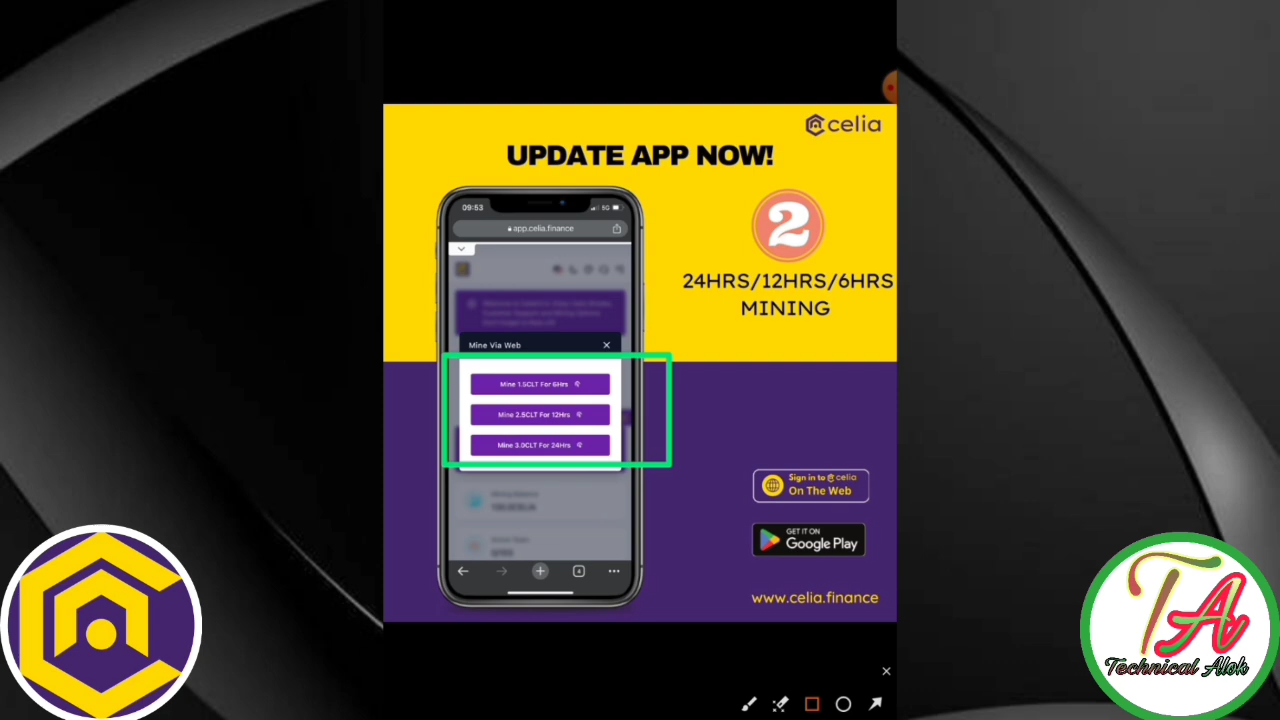 celia
UPDATE APP NOW!
09:53
5G
app.celia.finance
2
24HRS/12HRS/6HRS
MINING
Mine Via Web
Mine 1.5CLT For 6Hrs
Mine 2.5CLT For 12Hrs
Mine 3.0CLT For 24Hrs
Sign in to celia
On The Web
GET IT ON
Google Play
www.celia.finance
TA
Technical Alok